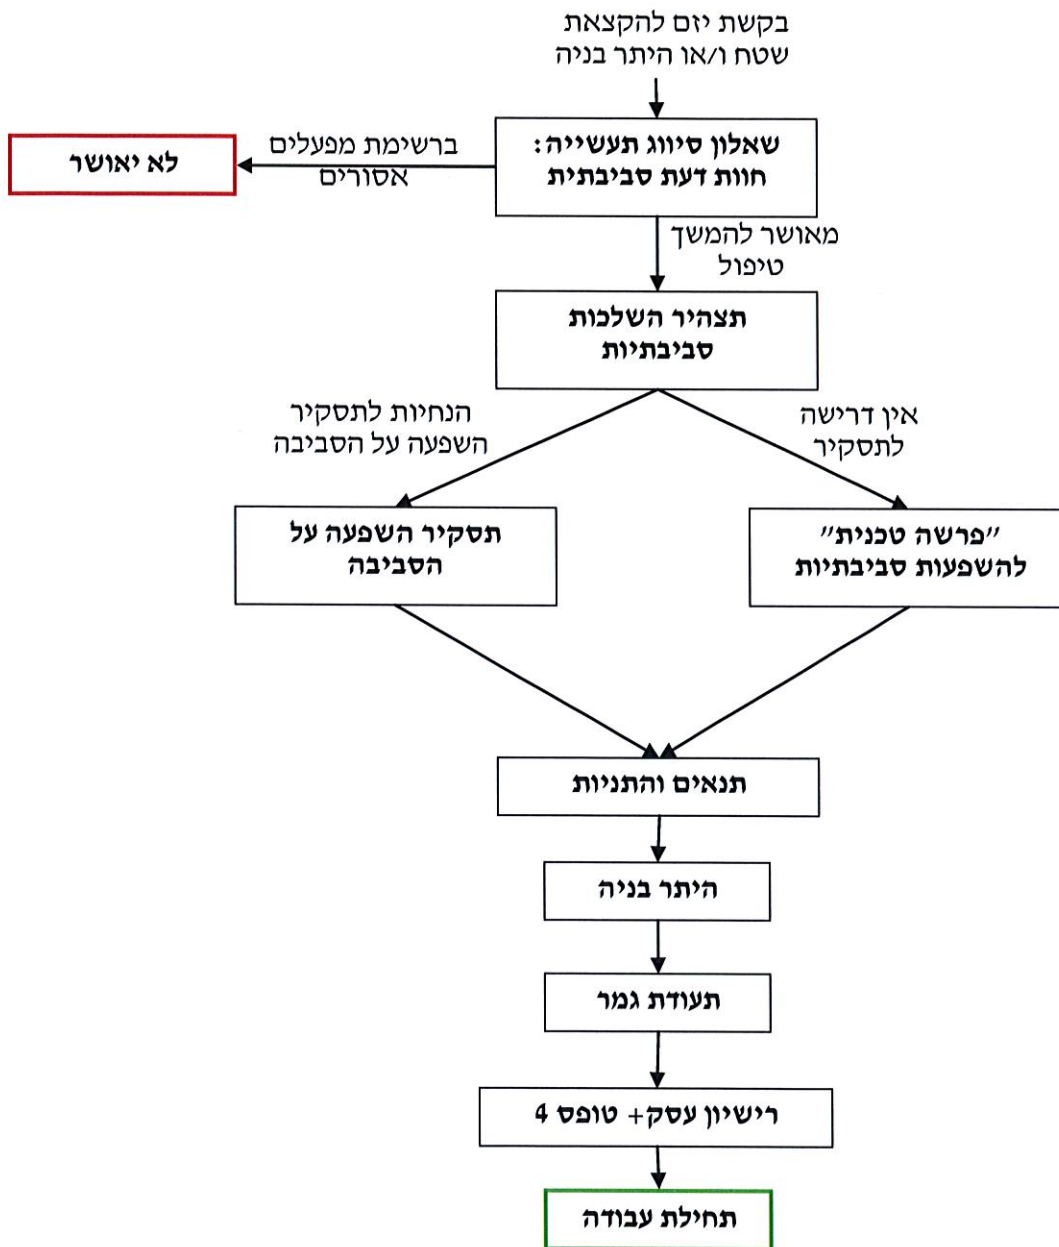 בקשת יזם להקצאת
שטח ו/או היתר בניה
שאלון סיווג תעשייה:
חוות דעת סביבתית
ברשימת מפעלים
אסורים
לא יאושר
מאושר להמשך
טיפול
תצהיר השלכות
סביבתיות
אין דרישה
לתסקיר
הנחיות לתסקיר
השפעה על הסביבה
"פרשה טכנית"
להשפעות סביבתיות
תסקיר השפעה על
הסביבה
תנאים והתניות
היתר בניה
תעודת גמר
רישיון עסק+ טופס 4
תחילת עבודה